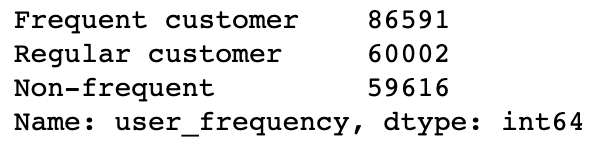 Frequent customer    86591
Regular customer     60002
Non-frequent         59616
Name: user_frequency, dtype: int64